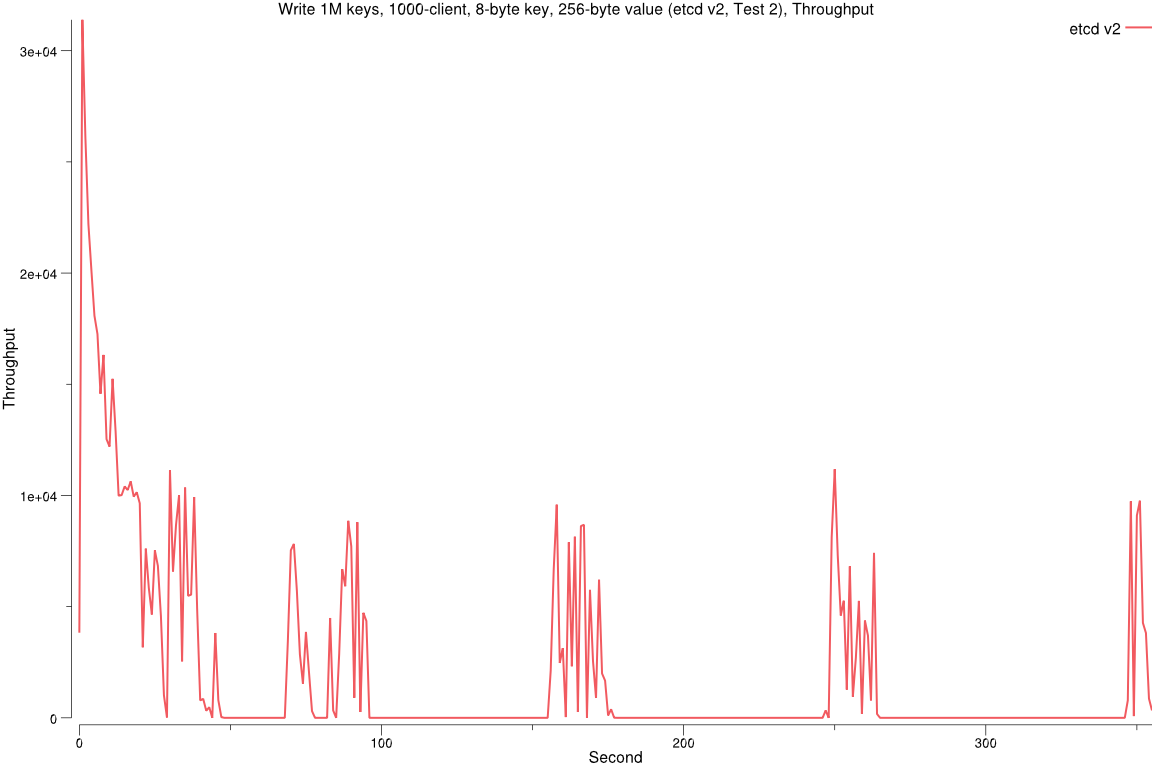 Write 1M keys, 1000-client, 8-byte key, 256-byte value (etcd v2, Test 2), Throughput
etcd v2
3e+04
2e+04
1e+04
0
Throughput
0 100 200 300
Second